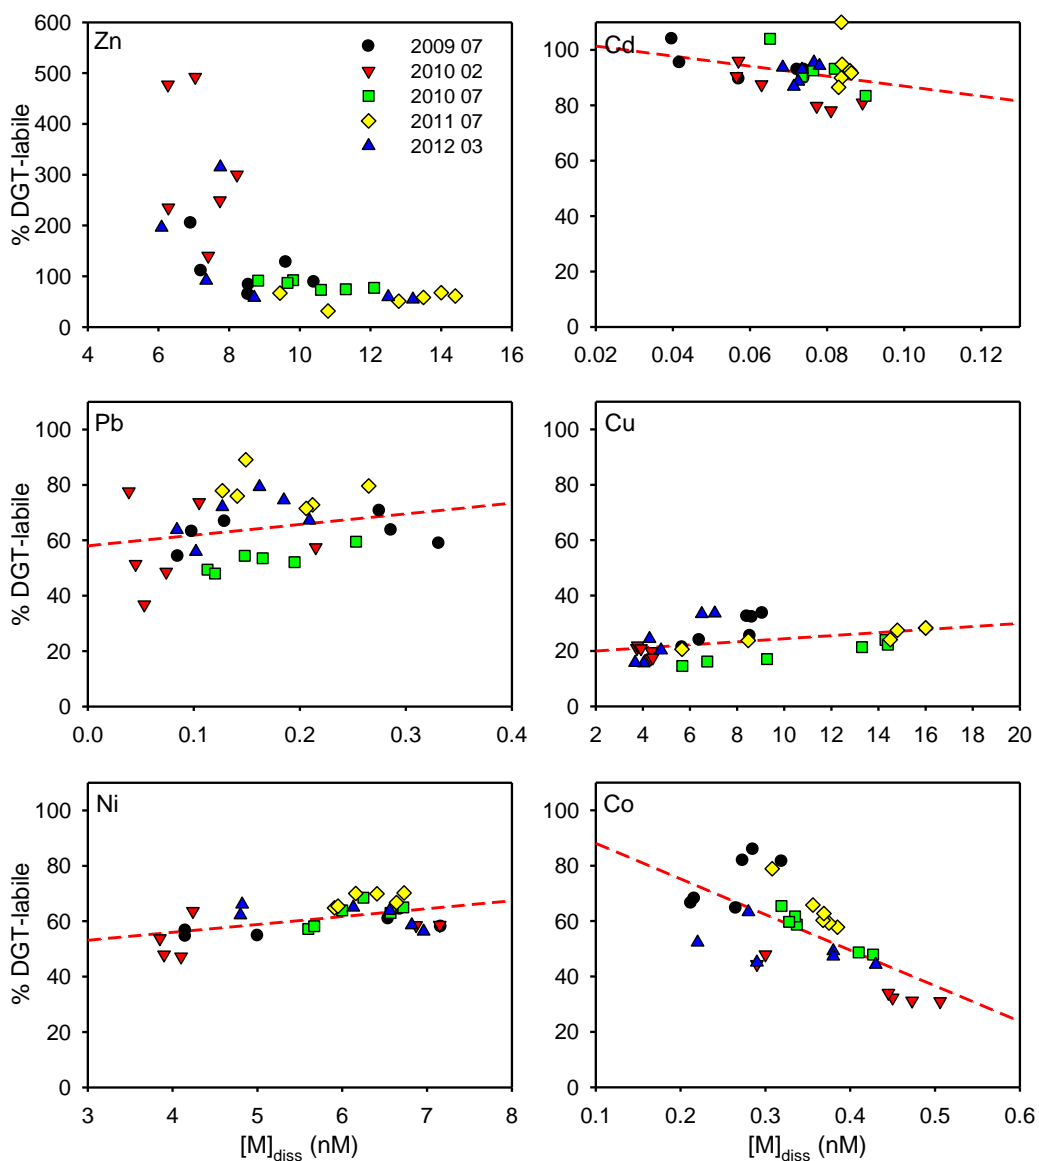 Zn
600
500
400
300
200
100
0
4 6 8 10 12 14 16
% DGT-labile
2009 07
2010 02
2010 07
2011 07
2012 03
Cd
100
80
60
40
20
0
0.02 0.04 0.06 0.08 0.10 0.12
Pb
100
80
60
40
20
0
0.0 0.1 0.2 0.3 0.4
% DGT-labile
Cu
100
80
60
40
20
0
2 4 6 8 10 12 14 16 18 20
Ni
100
80
60
40
20
0
3 4 5 6 7 8
% DGT-labile
[M]diss (nM)
Co
100
80
60
40
20
0
0.1 0.2 0.3 0.4 0.5 0.6
[M]diss (nM)